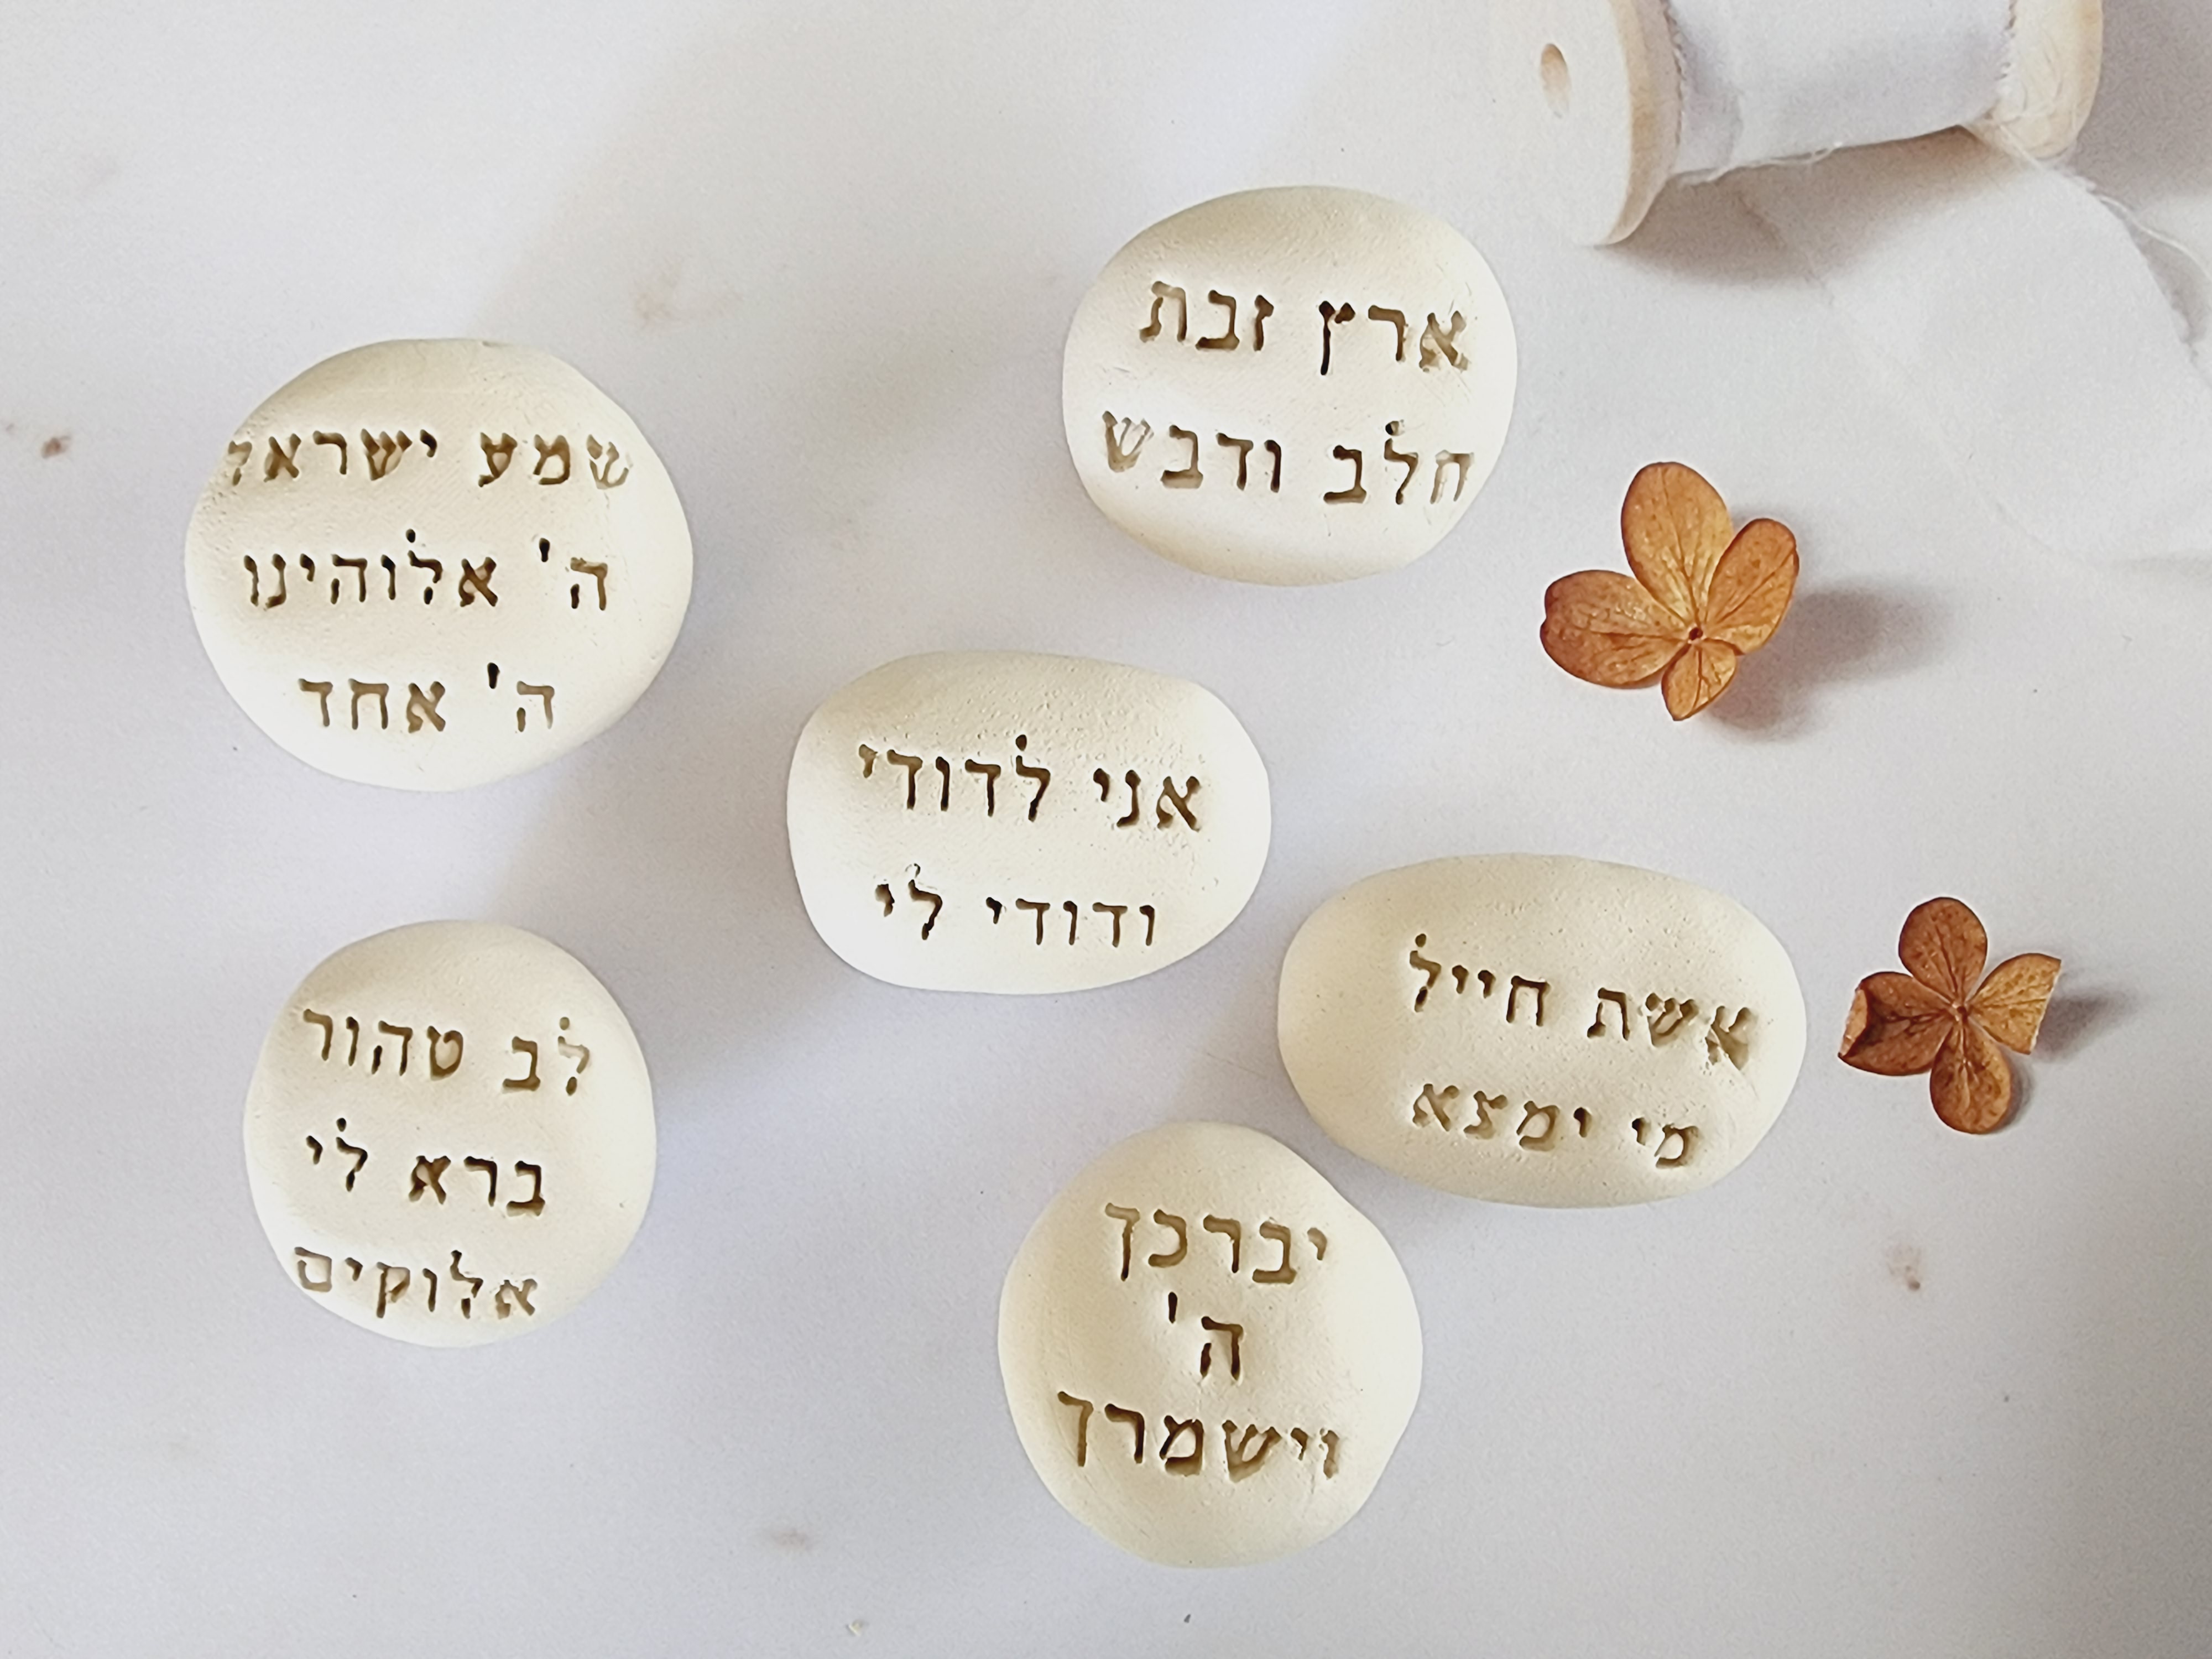 ארץ זבת
חלב ודבש
שמע ישראל
ה' אלוהינו
ה' אחד
אני לדודי
ודודי לי
אשת חייל
מי ימצא
לב טהור
ברא לי
אלוקים
יברכך
ה'
וישמרך